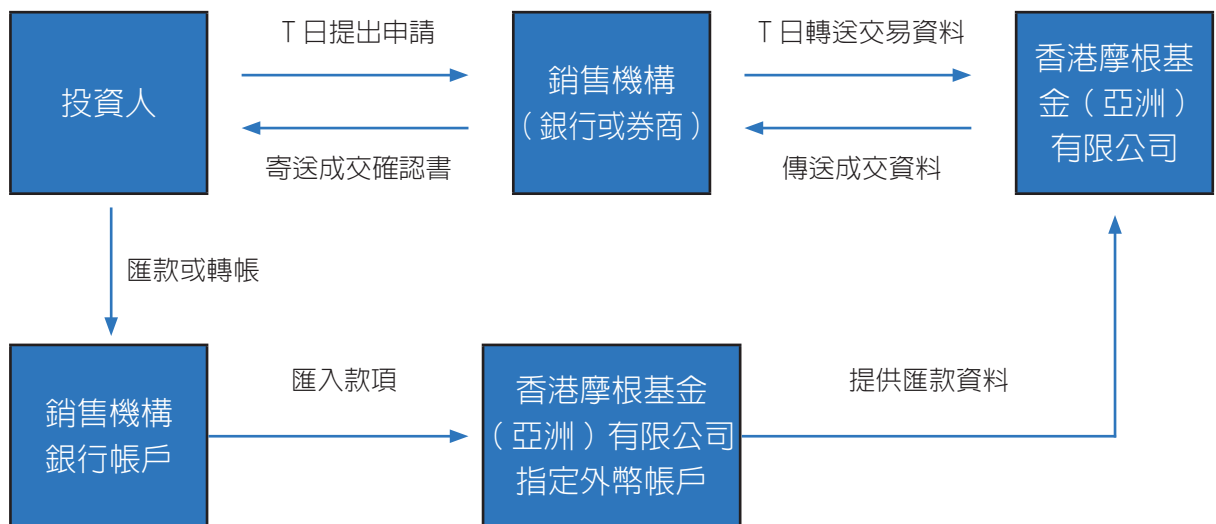 T 日提出申請
T 日轉送交易資料
投資人
銷售機構
（銀行或券商）
香港摩根基
金（亞洲）
有限公司
寄送成交確認書
傳送成交資料
匯款或轉帳
銷售機構
銀行帳戶
匯入款項
香港摩根基金
（亞洲）有限公司
指定外幣帳戶
提供匯款資料